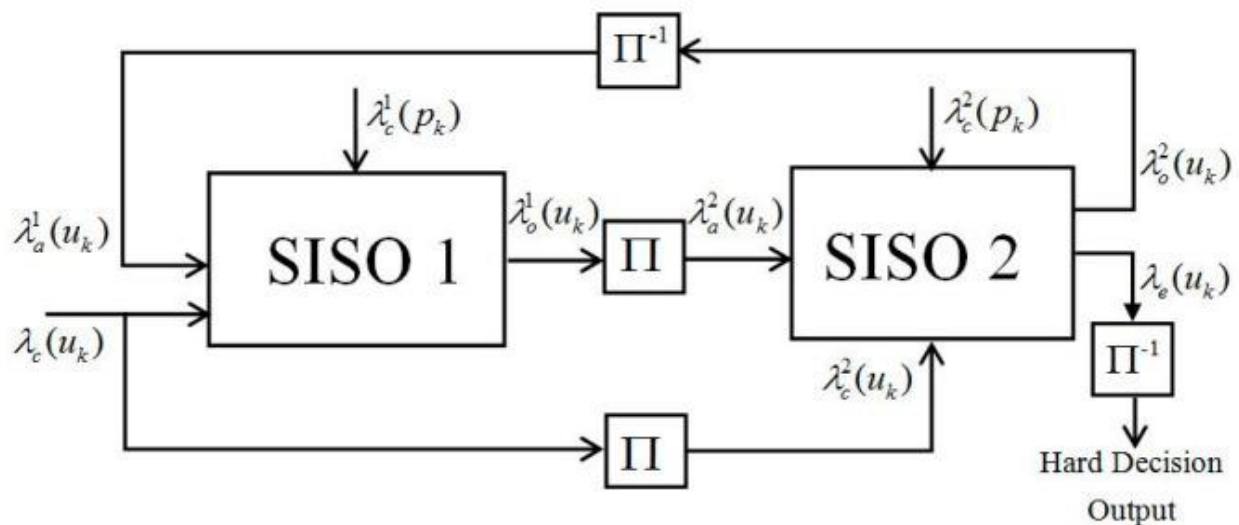 Π⁻¹
λ_c^1(p_k)
λ_c^2(p_k)
λ_o^2(u_k)
λ_a^1(u_k)
SISO 1
λ_o^1(u_k)
Π
λ_a^2(u_k)
SISO 2
λ_e(u_k)
λ_c(u_k)
λ_c^2(u_k)
Π⁻¹
Π
Hard Decision
Output